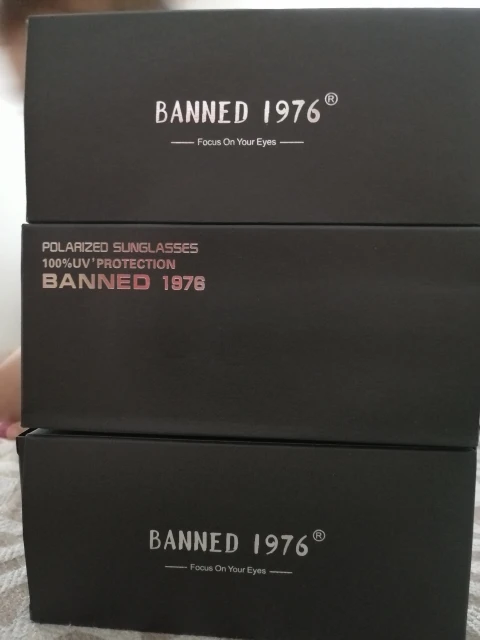 BANNED 1976®
Focus On Your Eyes
POLARIZED SUNGLASSES
100%UV'PROTECTION
BANNED 1976
BANNED 1976®
Focus On Your Eyes